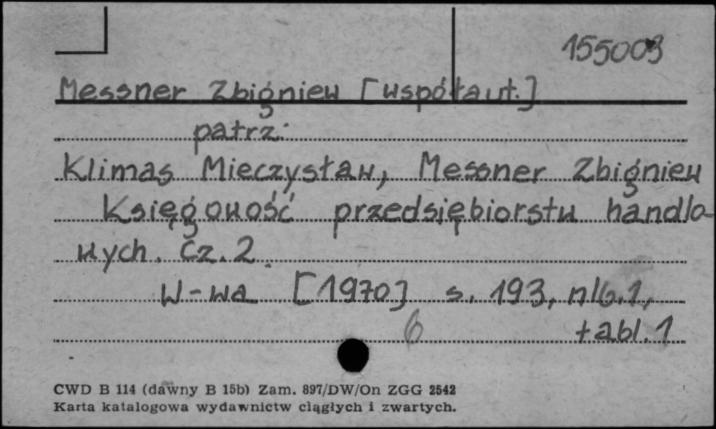 155003
Messner Zbigniew [współaut.]
patrz:
Klimas Mieczysław, Messner Zbigniew
Księgowość przedsiębiorstw handlo-
wych. Cz. 2.
W-wa [1970] s. 193, nlb. 1,
6 tabl. 1
CWD B 114 (dawny B 15b) Zam. 897/DW/On ZGG 2542
Karta katalogowa wydawnictw ciągłych i zwartych.